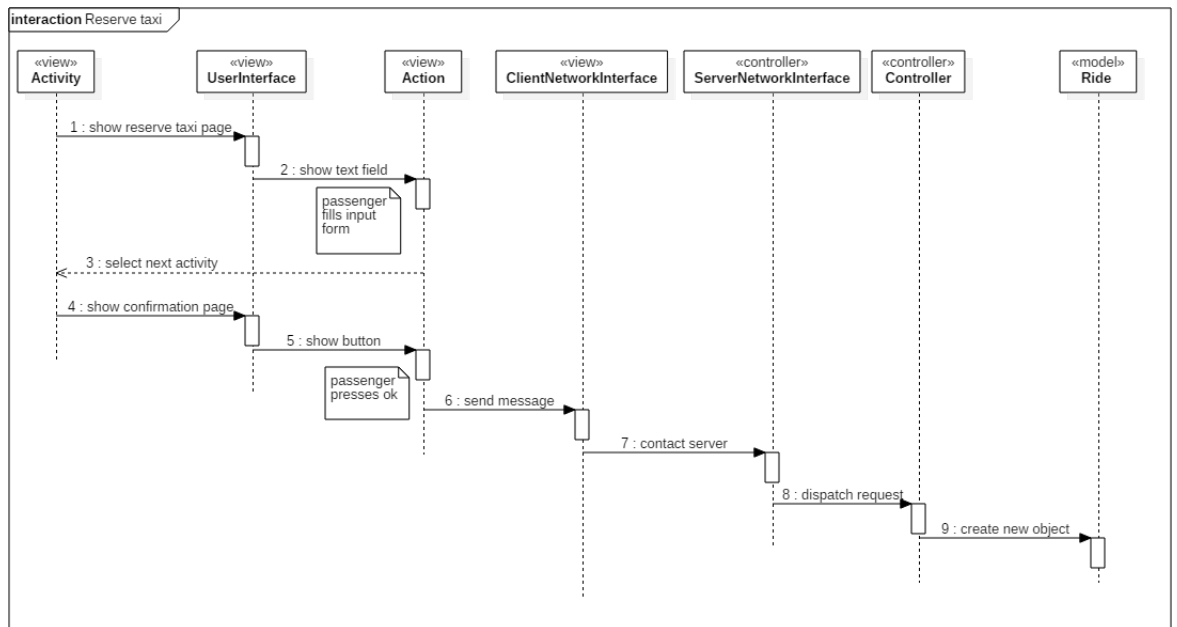 interaction Reserve taxi
«view»
Activity
«view»
UserInterface
«view»
Action
«view»
ClientNetworkInterface
«controller»
ServerNetworkInterface
«controller»
Controller
«model»
Ride
1 : show reserve taxi page
2 : show text field
passenger
fills input
form
3 : select next activity
4 : show confirmation page
5 : show button
passenger
presses ok
6 : send message
7 : contact server
8 : dispatch request
9 : create new object